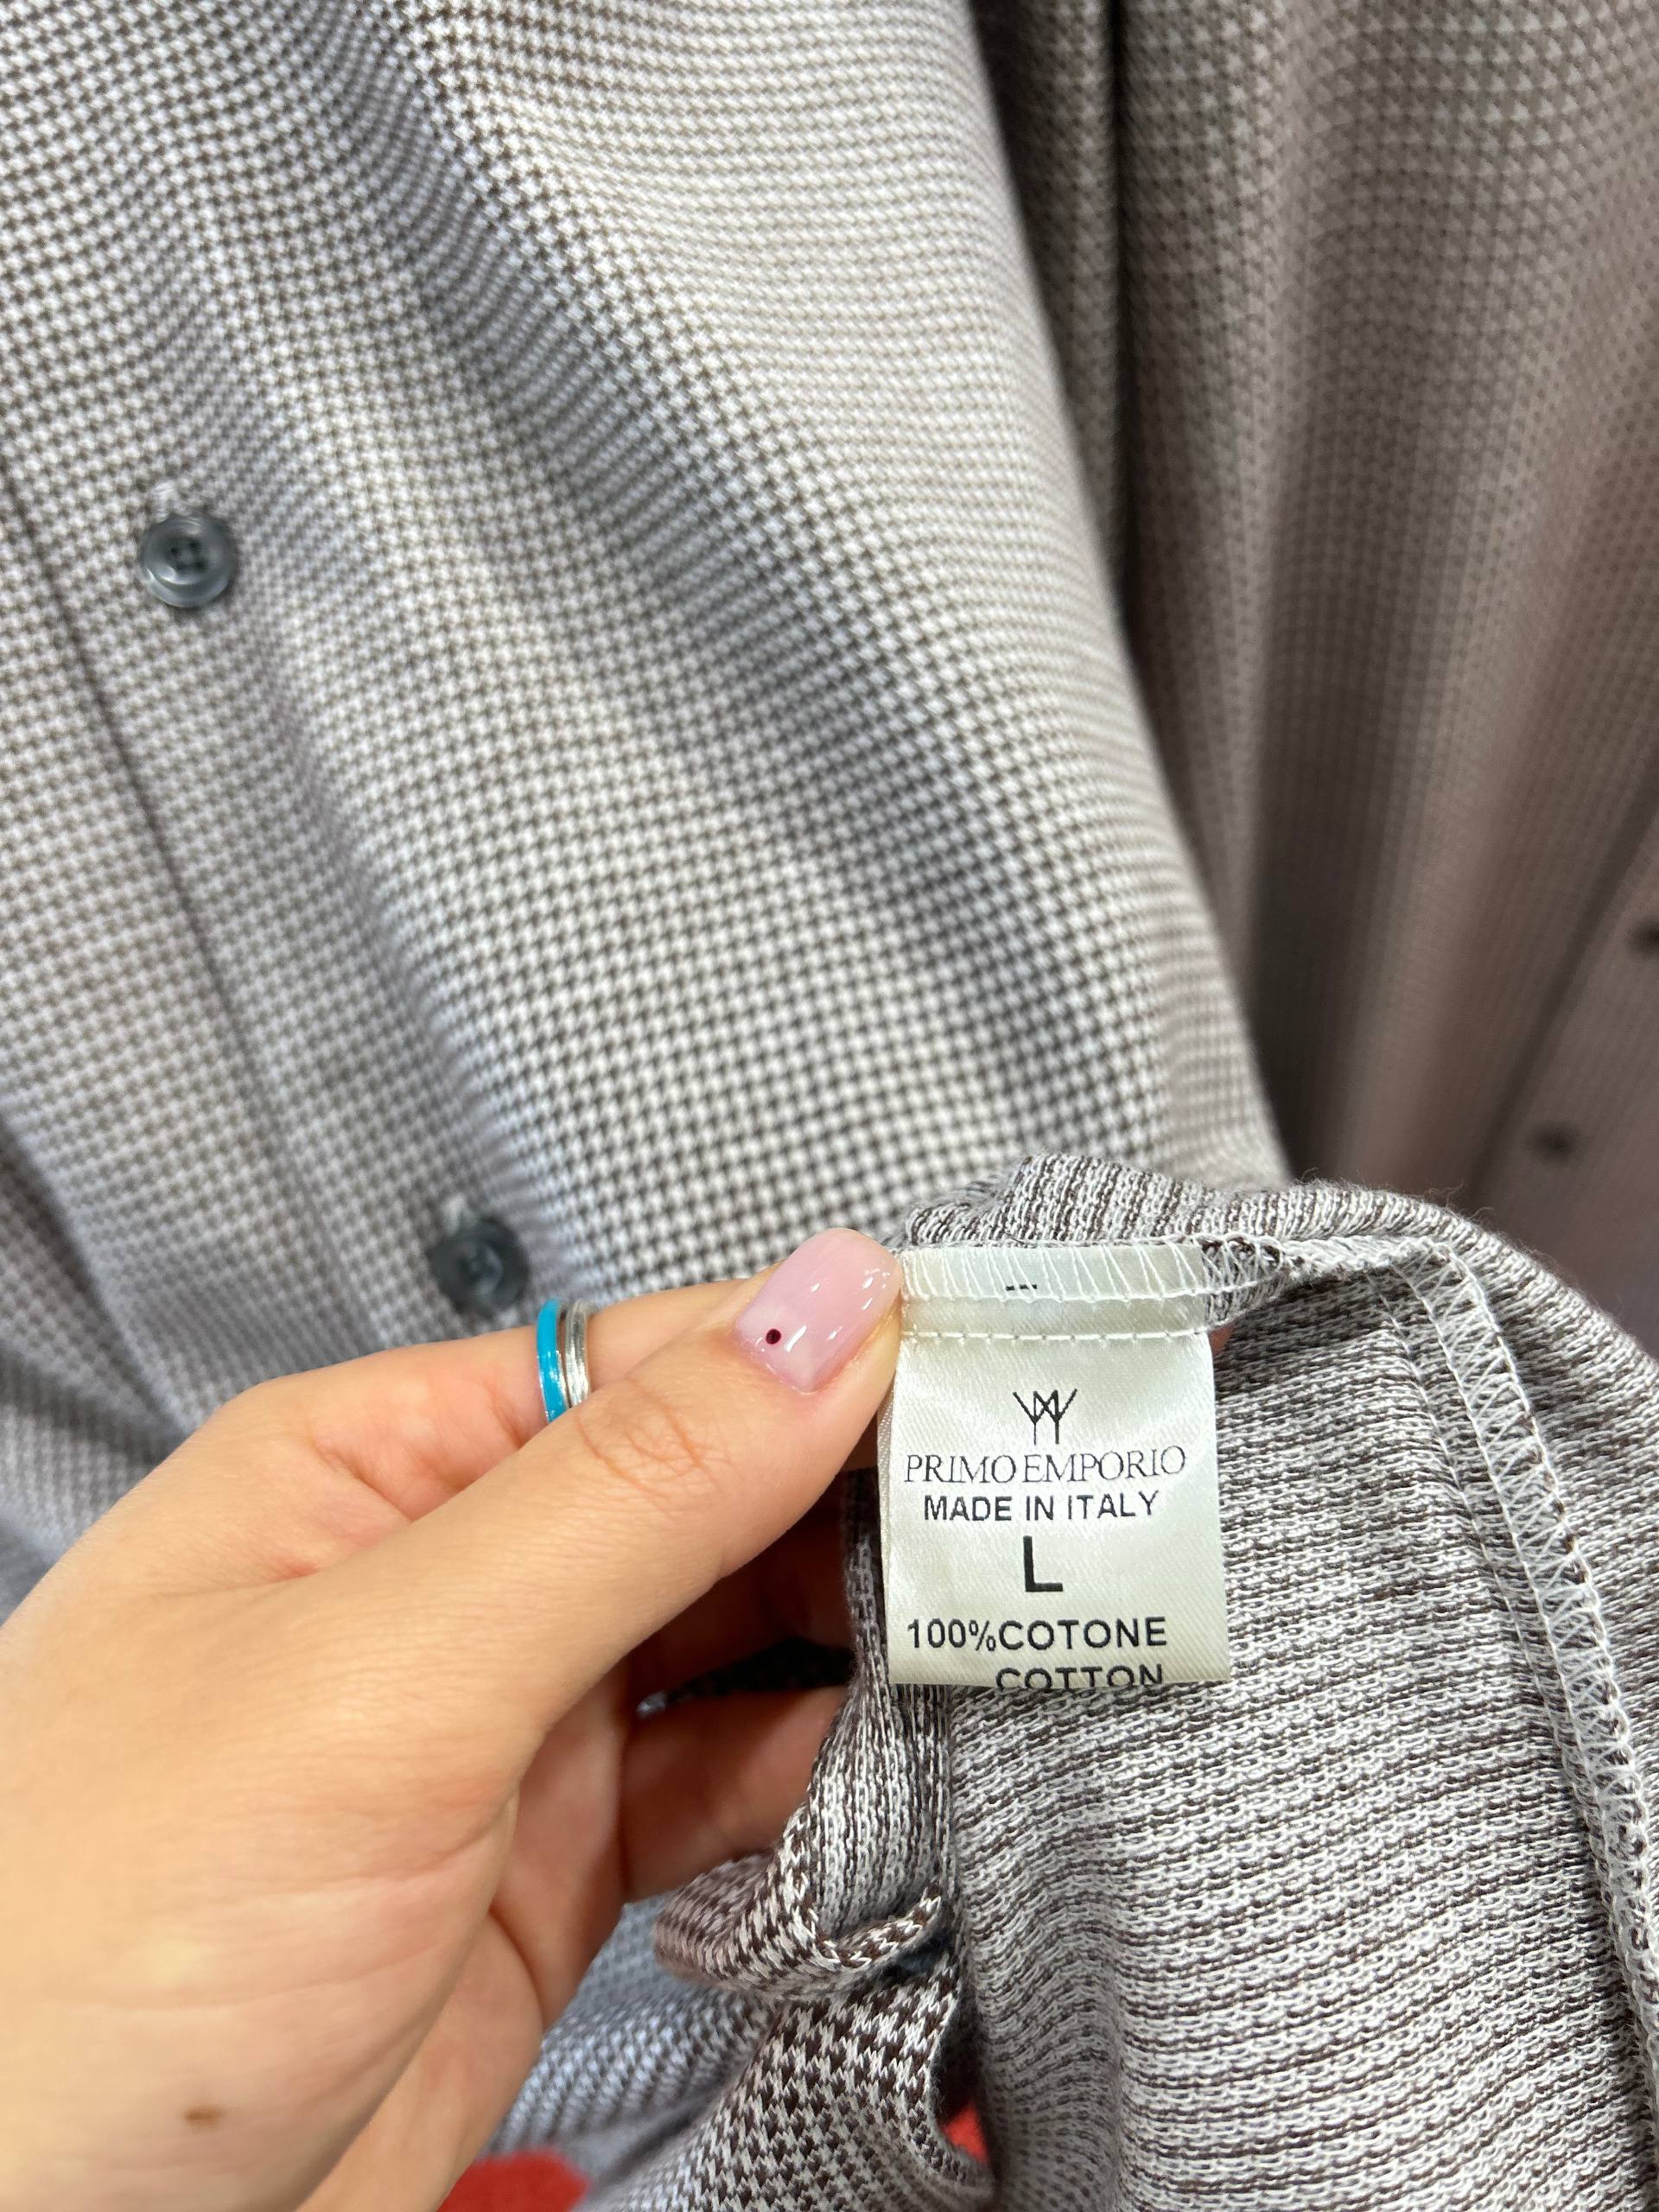 PRIMO EMPORIO
MADE IN ITALY
L
100%COTONE
COTTON